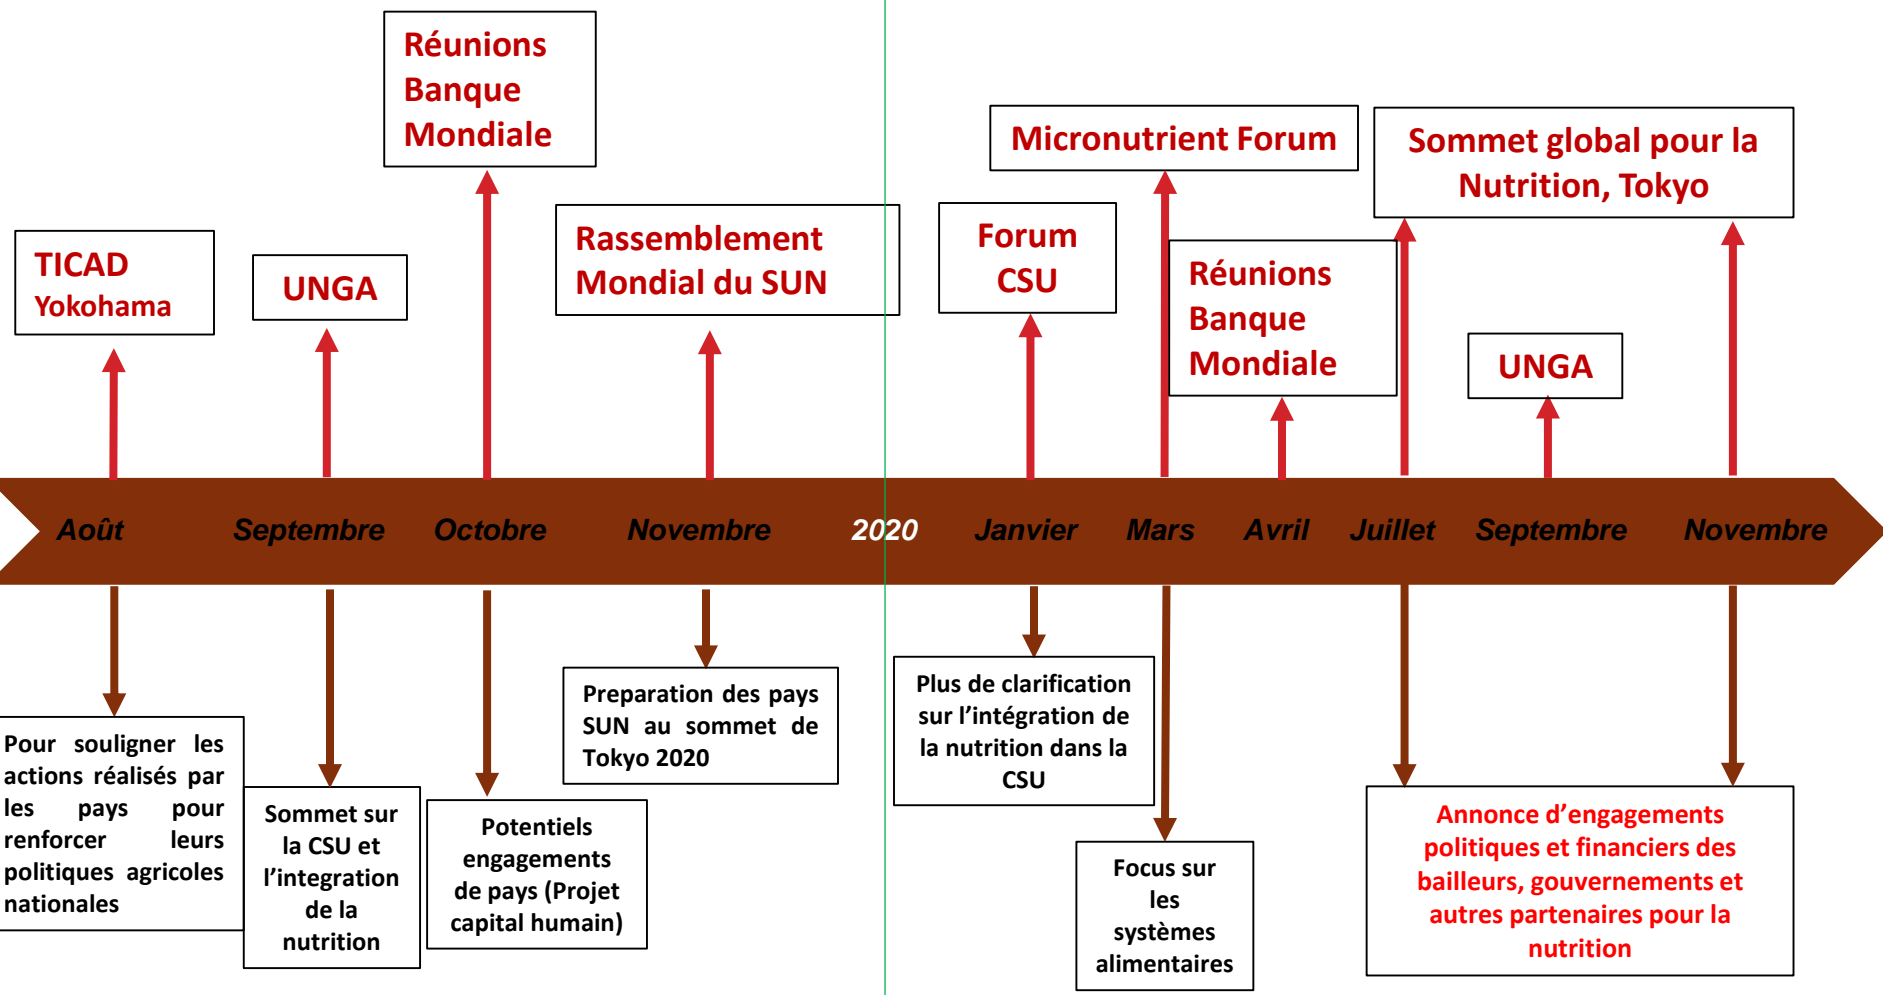 Réunions
Banque
Mondiale
Micronutrient Forum
Sommet global pour la
Nutrition, Tokyo
TICAD
Yokohama
UNGA
Rassemblement
Mondial du SUN
Forum
CSU
Réunions
Banque
Mondiale
UNGA
Août
Septembre
Octobre
Novembre
2020
Janvier
Mars
Avril
Juillet
Septembre
Novembre
Pour souligner les
actions réalisés par
les pays pour
renforcer leurs
politiques agricoles
nationales
Sommet sur
la CSU et
l'integration
de la
nutrition
Potentiels
engagements
de pays (Projet
capital humain)
Preparation des pays
SUN au sommet de
Tokyo 2020
Plus de clarification
sur l'intégration de
la nutrition dans la
CSU
Focus sur
les
systèmes
alimentaires
Annonce d'engagements
politiques et financiers des
bailleurs, gouvernements et
autres partenaires pour la
nutrition